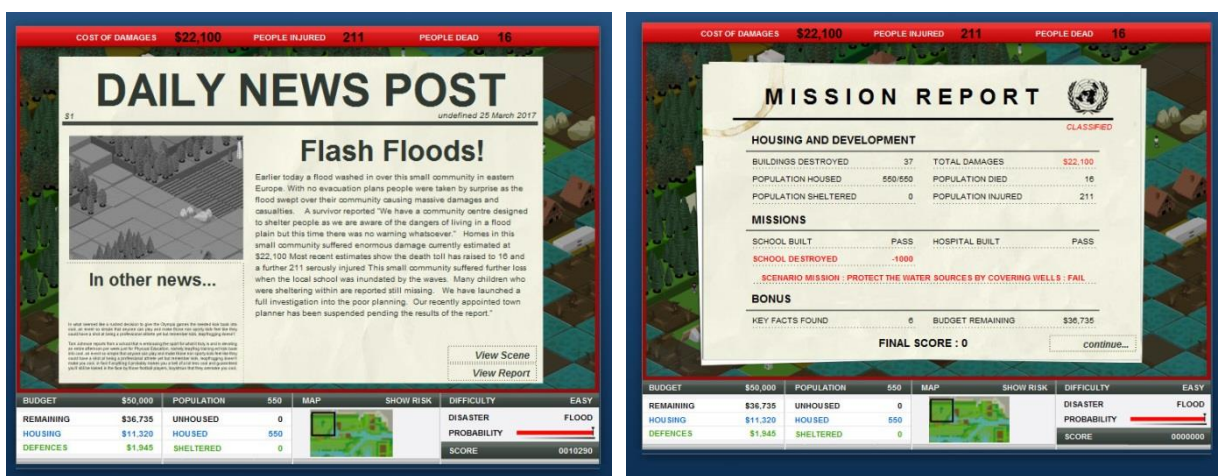 COST OF DAMAGES $22,100 PEOPLE INJURED 211 PEOPLE DEAD 16
DAILY NEWS POST
$1 undefined 25 March 2017
Flash Floods!
Earlier today a flood washed in over this small community in eastern
Europe. With no evacuation plans people were taken by surprise as the
flood swept over their community causing massive damages and
casualties. A survivor reported "We have a community centre designed
to shelter people as we are aware of the dangers of living in a flood
plain but this time there was no warning whatsoever." Homes in this
small community suffered enormous damage currently estimated at
$22,100 Most recent estimates show the death toll has raised to 16 and
a further 211 serously injured This small community suffered further loss
when the local school was inundated by the waves. Many children who
were sheltering within are reported still missing. We have launched a
full investigation into the poor planning. Our recently appointed town
planner has been suspended pending the results of the report."
In other news...
View Scene
View Report
BUDGET $50,000 POPULATION 550 MAP SHOW RISK DIFFICULTY EASY
REMAINING $36,735 UNHOUSED 0 DISASTER FLOOD
HOUSING $11,320 HOUSED 550 PROBABILITY
DEFENCES $1,945 SHELTERED 0 SCORE 0010290
COST OF DAMAGES $22,100 PEOPLE INJURED 211 PEOPLE DEAD 16
MISSION REPORT
CLASSIFIED
HOUSING AND DEVELOPMENT
BUILDINGS DESTROYED 37 TOTAL DAMAGES $22,100
POPULATION HOUSED 550/550 POPULATION DIED 16
POPULATION SHELTERED 0 POPULATION INJURED 211
MISSIONS
SCHOOL BUILT PASS HOSPITAL BUILT PASS
SCHOOL DESTROYED -1000
SCENARIO MISSION : PROTECT THE WATER SOURCES BY COVERING WELLS : FAIL
BONUS
KEY FACTS FOUND 6 BUDGET REMAINING $36,735
FINAL SCORE : 0 continue...
BUDGET $50,000 POPULATION 550 MAP SHOW RISK DIFFICULTY EASY
REMAINING $36,735 UNHOUSED 0 DISASTER FLOOD
HOUSING $11,320 HOUSED 550 PROBABILITY
DEFENCES $1,945 SHELTERED 0 SCORE 0000000